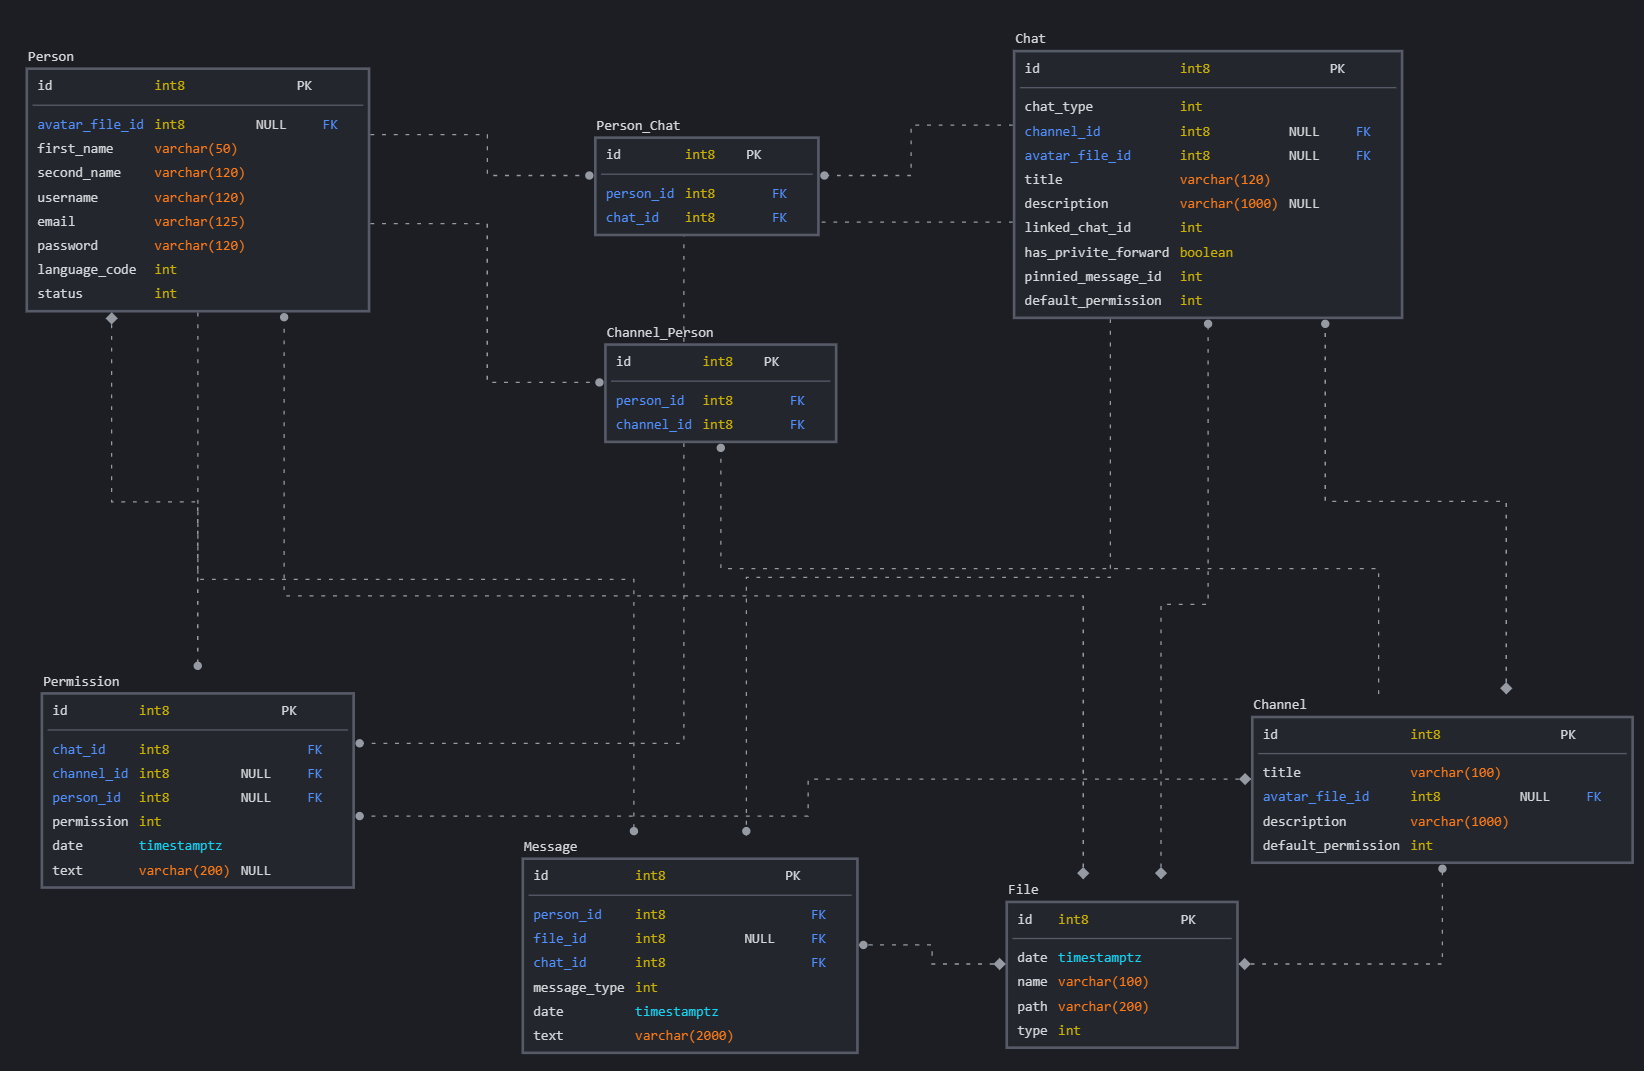 Person
id int8 PK
avatar_file_id int8 NULL FK
first_name varchar(50)
second_name varchar(120)
username varchar(120)
email varchar(125)
password varchar(120)
language_code int
status int
Person_Chat
id int8 PK
person_id int8 FK
chat_id int8 FK
Chat
id int8 PK
chat_type int
channel_id int8 NULL FK
avatar_file_id int8 NULL FK
title varchar(120)
description varchar(1000) NULL
linked_chat_id int
has_privite_forward boolean
pinnied_message_id int
default_permission int
Channel_Person
id int8 PK
person_id int8 FK
channel_id int8 FK
Permission
id int8 PK
chat_id int8 FK
channel_id int8 NULL FK
person_id int8 NULL FK
permission int
date timestamptz
text varchar(200) NULL
Message
id int8 PK
person_id int8 FK
file_id int8 NULL FK
chat_id int8 FK
message_type int
date timestamptz
text varchar(2000)
File
id int8 PK
date timestamptz
name varchar(100)
path varchar(200)
type int
Channel
id int8 PK
title varchar(100)
avatar_file_id int8 NULL FK
description varchar(1000)
default_permission int